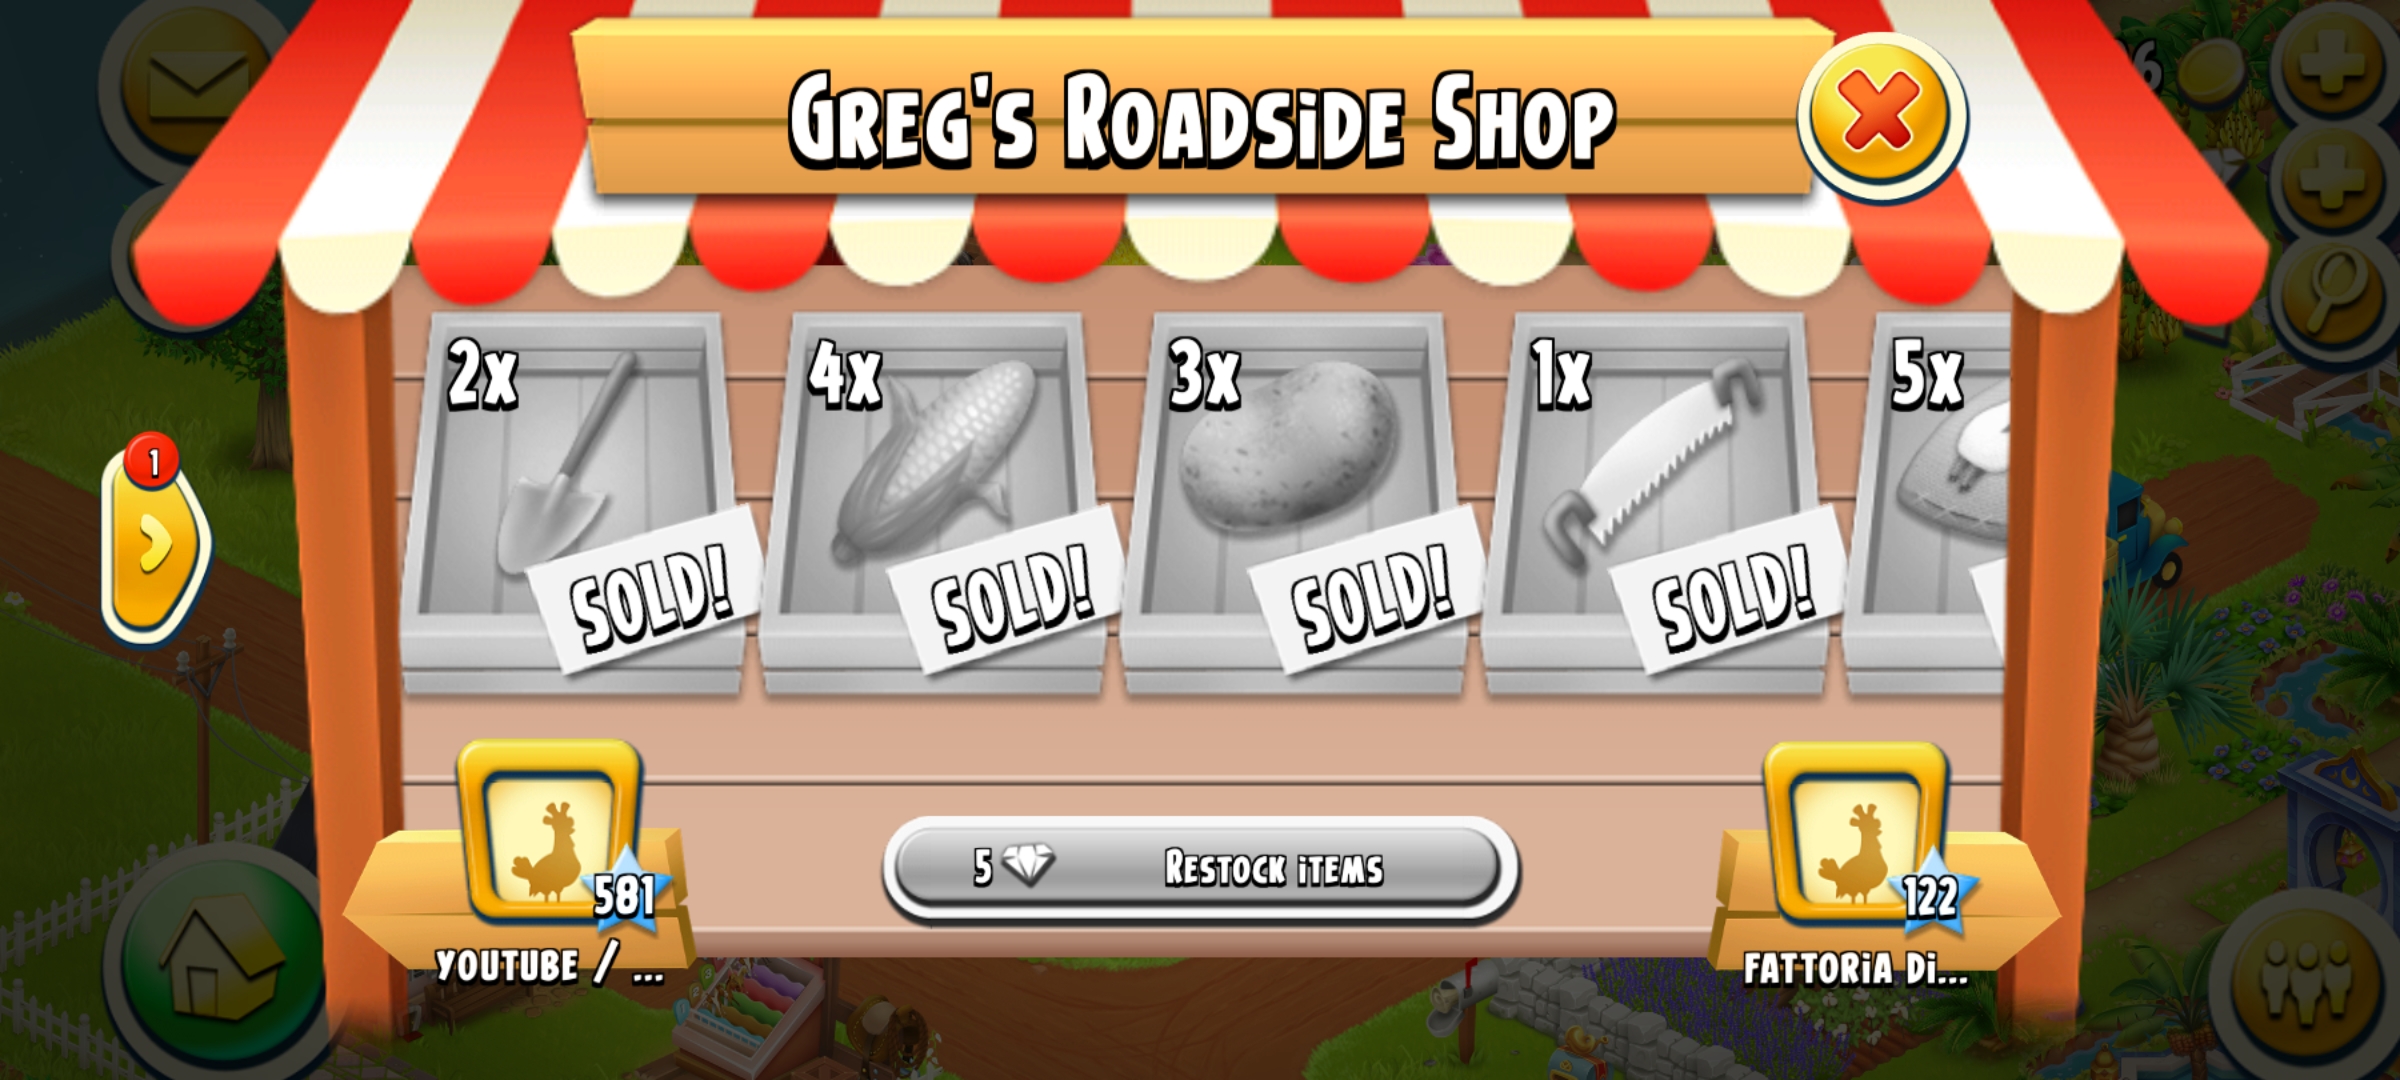 GREG'S ROADSIDE SHOP
6
2x
4x
3x
1x
5x
1
SOLD!
SOLD!
SOLD!
SOLD!
581
5
RESTOCK ITEMS
122
YOUTUBE / ...
FATTORIA DI...